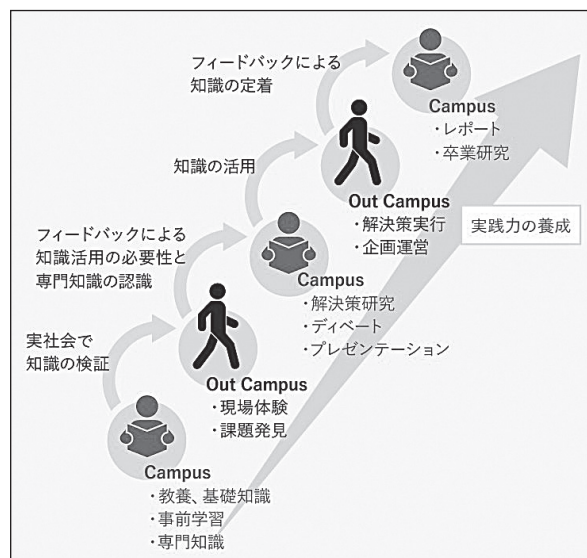 フィードバックによる
知識の定着
Campus
・レポート
・卒業研究
知識の活用
Out Campus
・解決策実行
・企画運営
実践力の養成
フィードバックによる
知識活用の必要性と
専門知識の認識
Campus
・解決策研究
・ディベート
・プレゼンテーション
実社会で
知識の検証
Out Campus
・現場体験
・課題発見
Campus
・教養、基礎知識
・事前学習
・専門知識